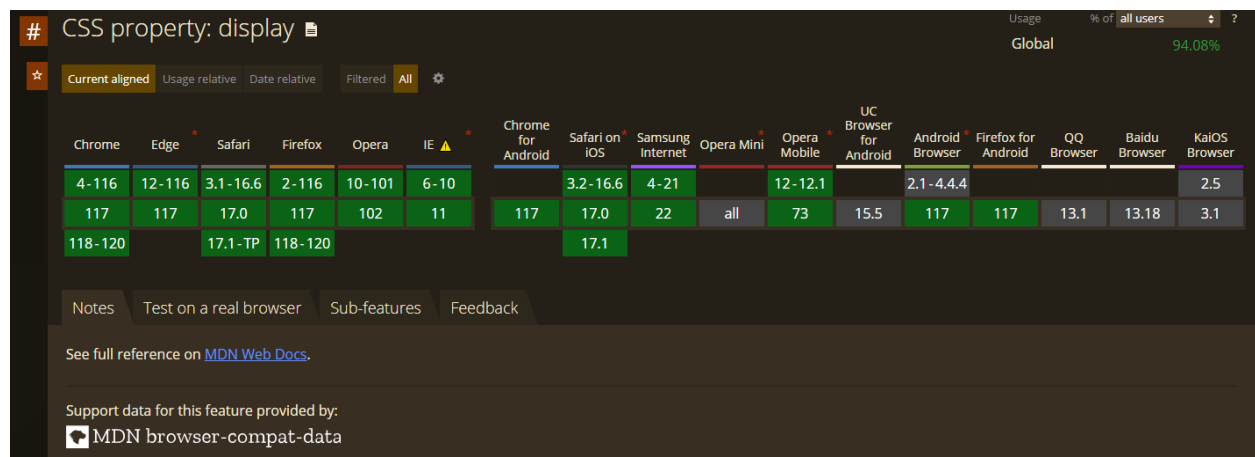 # CSS property: display
Usage % of all users ?
Global 94.08%
☆ Current aligned Usage relative Date relative Filtered All
Chrome Edge * Safari Firefox Opera IE * Chrome for Android Safari on iOS * Samsung Internet Opera Mini * Opera Mobile * UC Browser for Android Android Browser * Firefox for Android QQ Browser Baidu Browser KaiOS Browser
4-116 12-116 3.1-16.6 2-116 10-101 6-10 3.2-16.6 4-21 12-12.1 2.1-4.4.4 2.5
117 117 17.0 117 102 11 117 17.0 22 all 73 15.5 117 117 13.1 13.18 3.1
118-120 17.1-TP 118-120 17.1
Notes Test on a real browser Sub-features Feedback
See full reference on MDN Web Docs.
Support data for this feature provided by:
MDN browser-compat-data